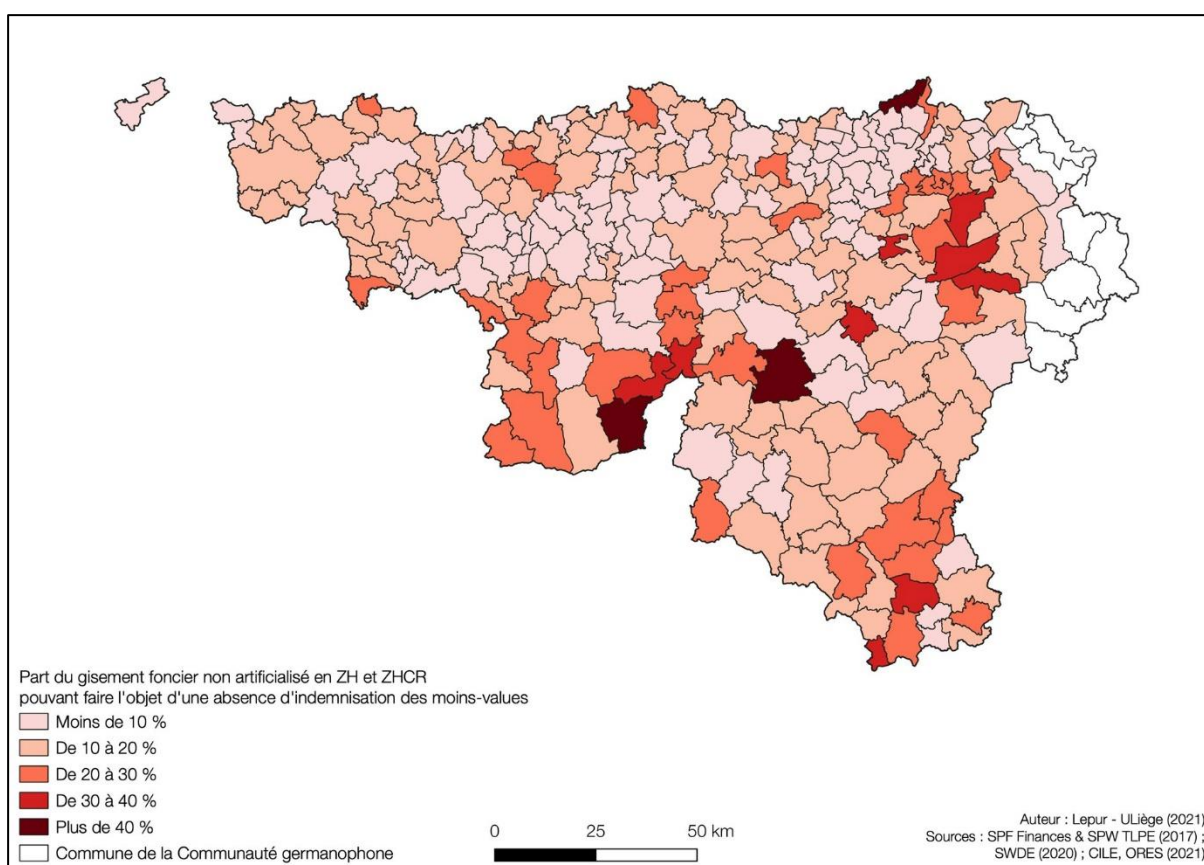 Part du gisement foncier non artificialisé en ZH et ZHCR
pouvant faire l'objet d'une absence d'indemnisation des moins-values
Moins de 10 %
De 10 à 20 %
De 20 à 30 %
De 30 à 40 %
Plus de 40 %
Commune de la Communauté germanophone
0 25 50 km
Auteur : Lepur - ULiège (2021)
Sources : SPF Finances & SPW TLPE (2017) ;
SWDE (2020) ; CILE, ORES (2021)